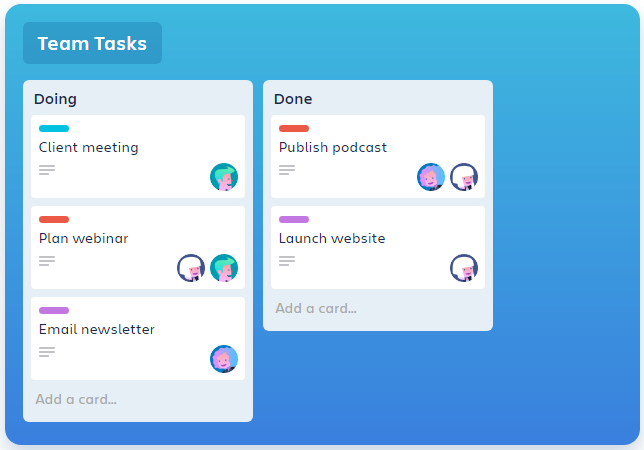 Team Tasks
Doing
Client meeting
Plan webinar
Email newsletter
Add a card...
Done
Publish podcast
Launch website
Add a card...